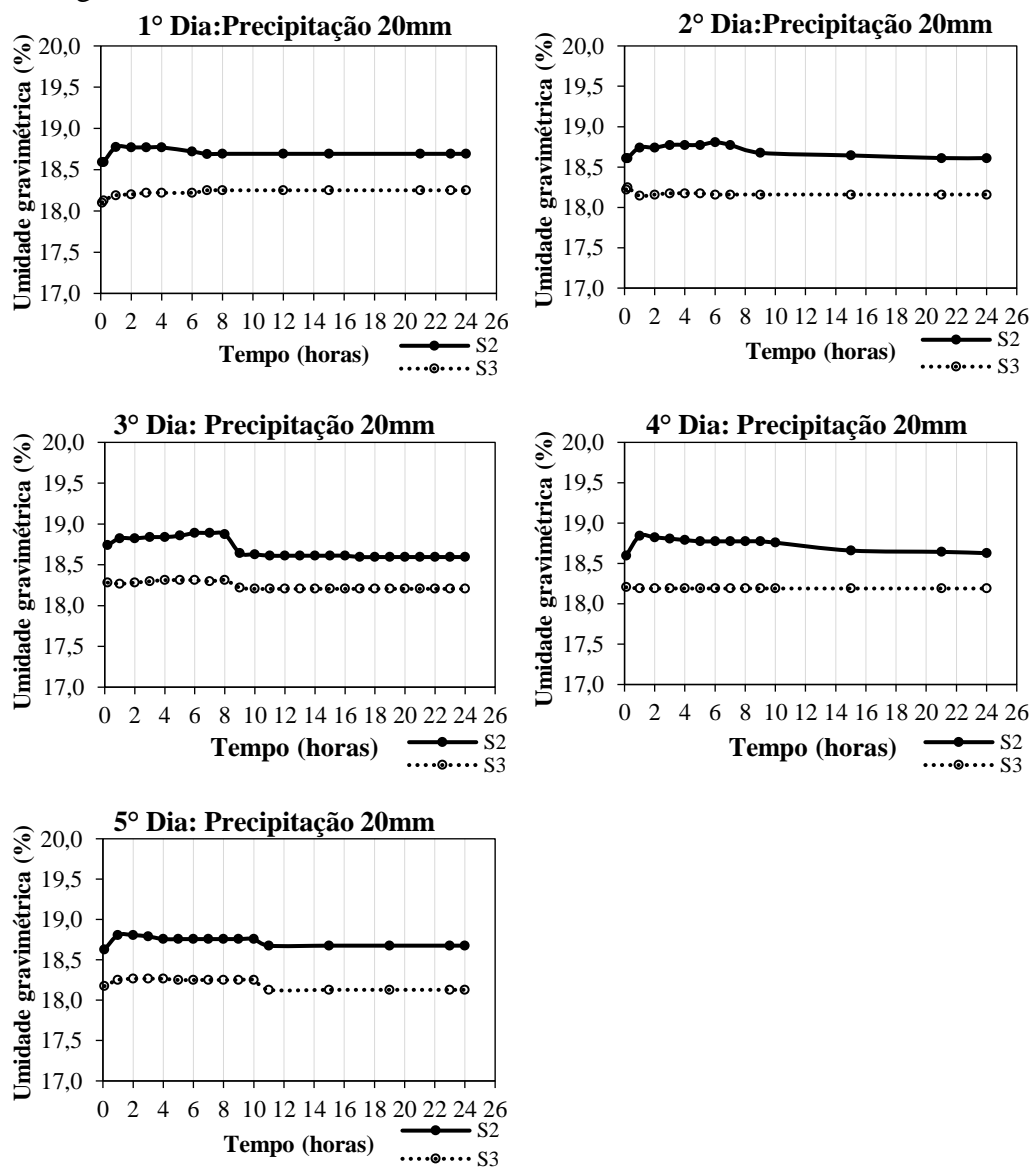 1° Dia:Precipitação 20mm
Umidade gravimétrica (%)
20,0
19,5
19,0
18,5
18,0
17,5
17,0
0 2 4 6 8 10 12 14 16 18 20 22 24 26
Tempo (horas)
S2
S3
2° Dia:Precipitação 20mm
Umidade gravimétrica (%)
20,0
19,5
19,0
18,5
18,0
17,5
17,0
0 2 4 6 8 10 12 14 16 18 20 22 24 26
Tempo (horas)
S2
S3
3° Dia: Precipitação 20mm
Umidade gravimétrica (%)
20,0
19,5
19,0
18,5
18,0
17,5
17,0
0 2 4 6 8 10 12 14 16 18 20 22 24 26
Tempo (horas)
S2
S3
4° Dia: Precipitação 20mm
Umidade gravimétrica (%)
20,0
19,5
19,0
18,5
18,0
17,5
17,0
0 2 4 6 8 10 12 14 16 18 20 22 24 26
Tempo (horas)
S2
S3
5° Dia: Precipitação 20mm
Umidade gravimétrica (%)
20,0
19,5
19,0
18,5
18,0
17,5
17,0
0 2 4 6 8 10 12 14 16 18 20 22 24 26
Tempo (horas)
S2
S3